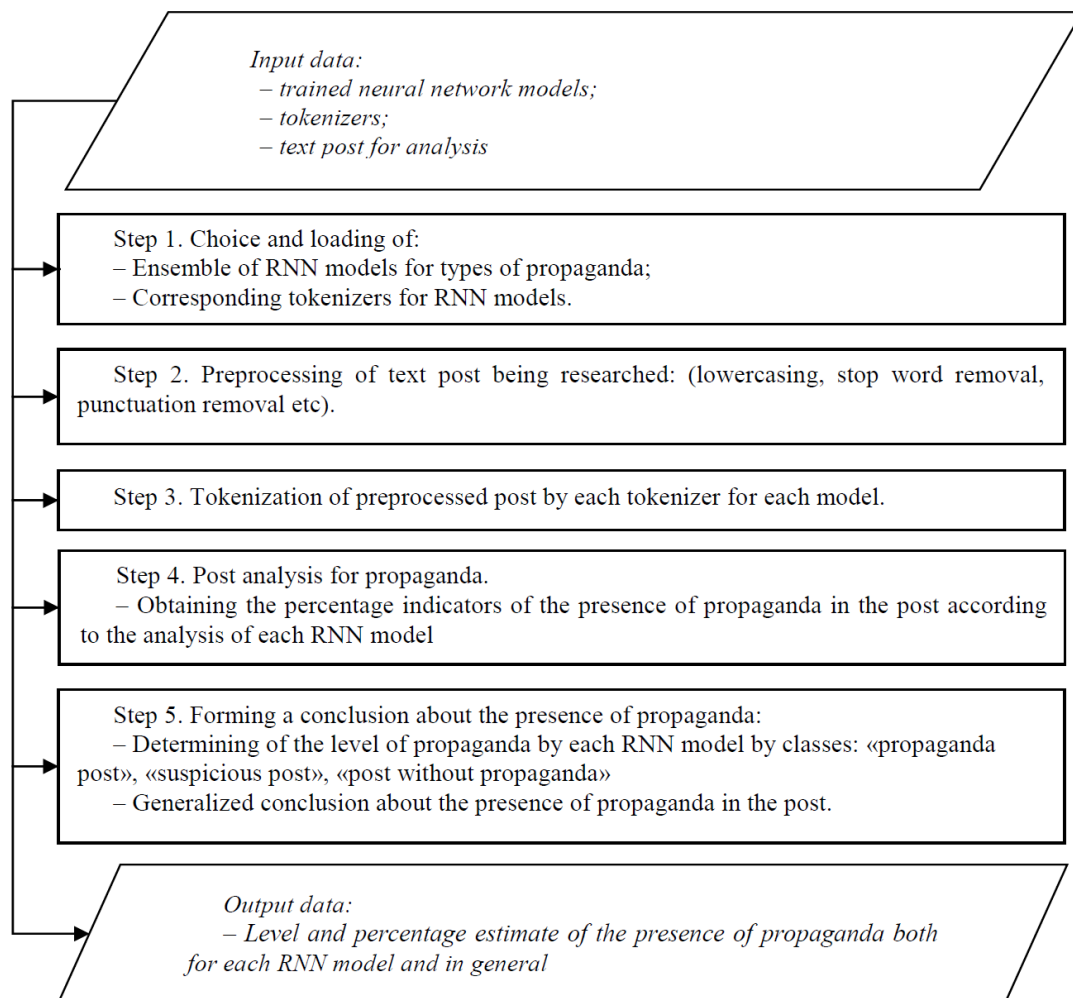 Input data:
– trained neural network models;
– tokenizers;
– text post for analysis
Step 1. Choice and loading of:
– Ensemble of RNN models for types of propaganda;
– Corresponding tokenizers for RNN models.
Step 2. Preprocessing of text post being researched: (lowercasing, stop word removal,
punctuation removal etc).
Step 3. Tokenization of preprocessed post by each tokenizer for each model.
Step 4. Post analysis for propaganda.
– Obtaining the percentage indicators of the presence of propaganda in the post according
to the analysis of each RNN model
Step 5. Forming a conclusion about the presence of propaganda:
– Determining of the level of propaganda by each RNN model by classes: «propaganda
post», «suspicious post», «post without propaganda»
– Generalized conclusion about the presence of propaganda in the post.
Output data:
– Level and percentage estimate of the presence of propaganda both
for each RNN model and in general